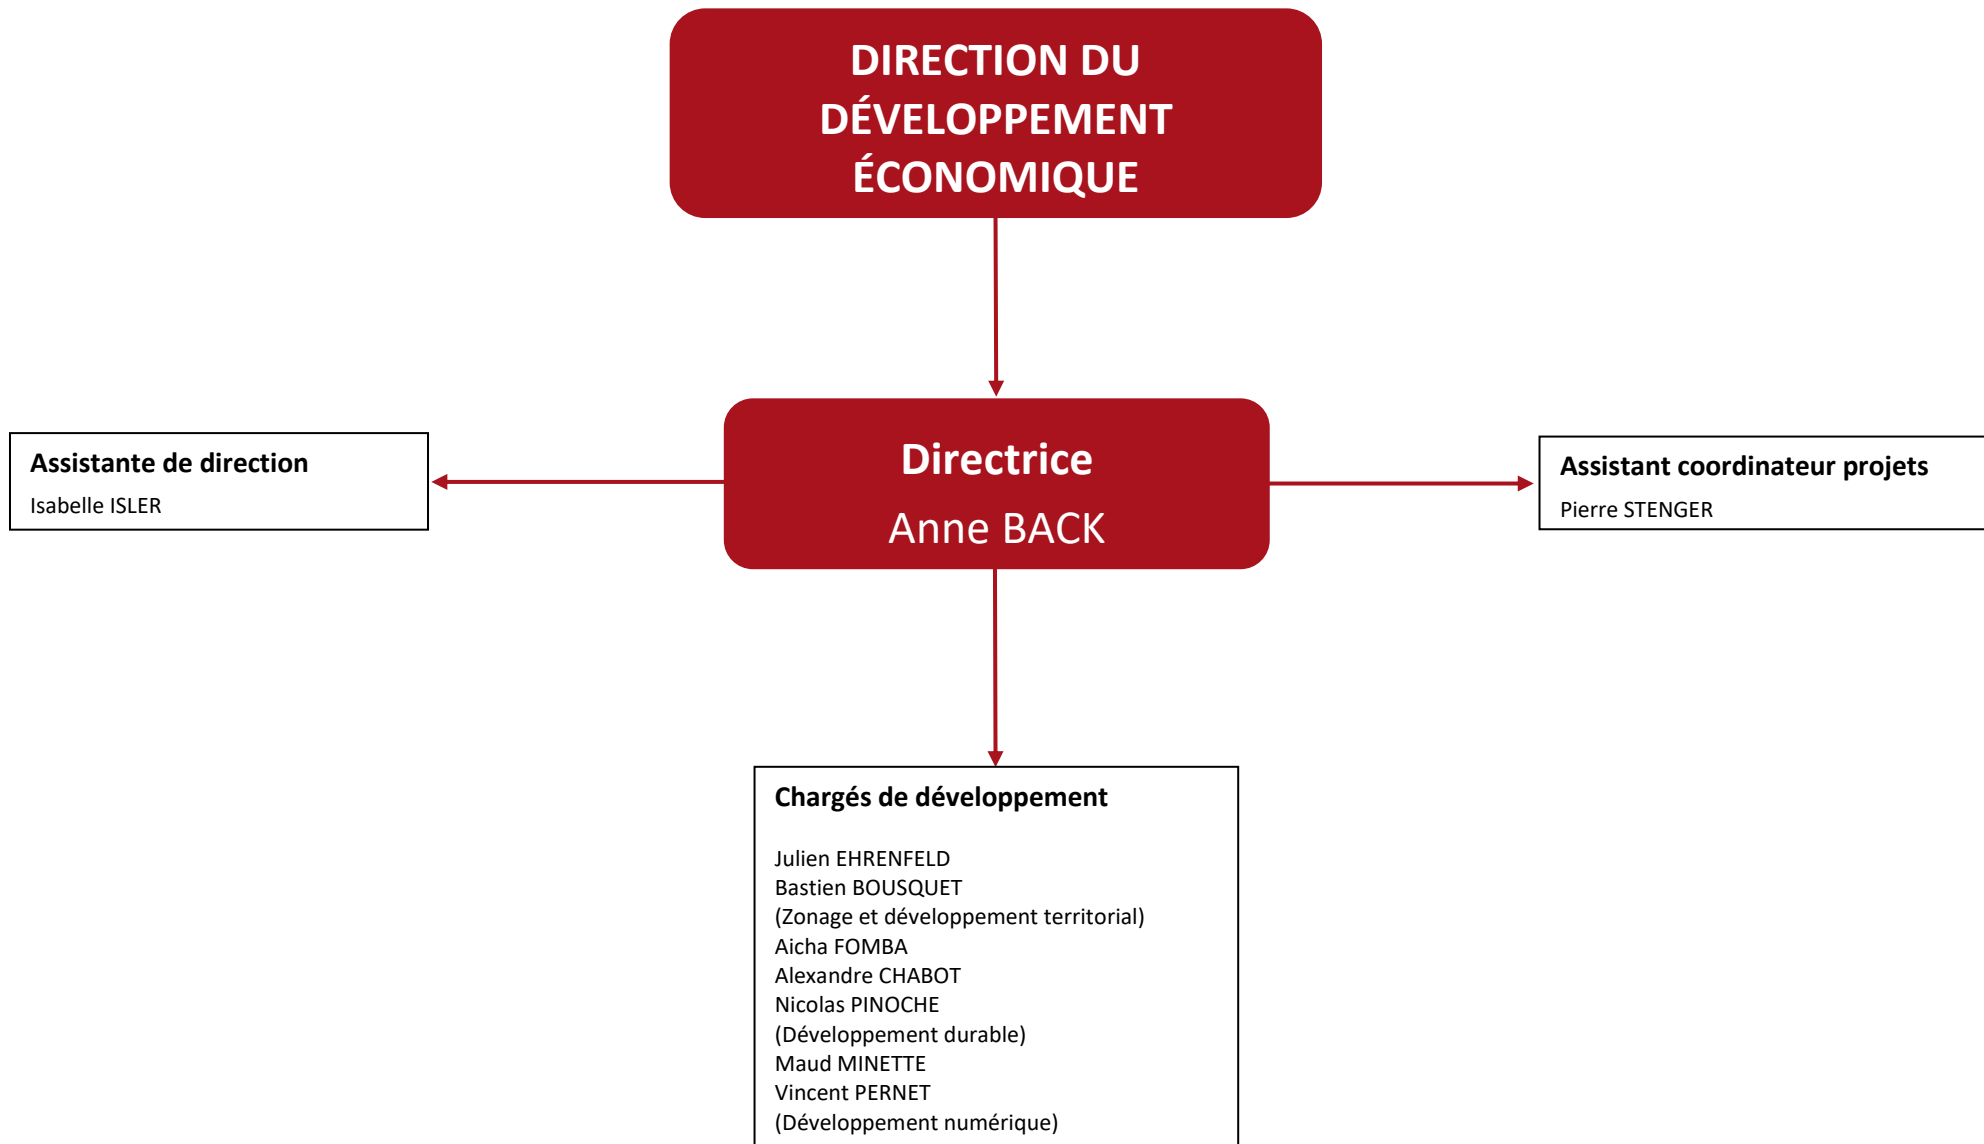 DIRECTION DU
DÉVELOPPEMENT
ÉCONOMIQUE
Assistante de direction
Isabelle ISLER
Directrice
Anne BACK
Assistant coordinateur projets
Pierre STENGER
Chargés de développement
Julien EHRENFELD
Bastien BOUSQUET
(Zonage et développement territorial)
Aicha FOMBA
Alexandre CHABOT
Nicolas PINOCHE
(Développement durable)
Maud MINETTE
Vincent PERNET
(Développement numérique)